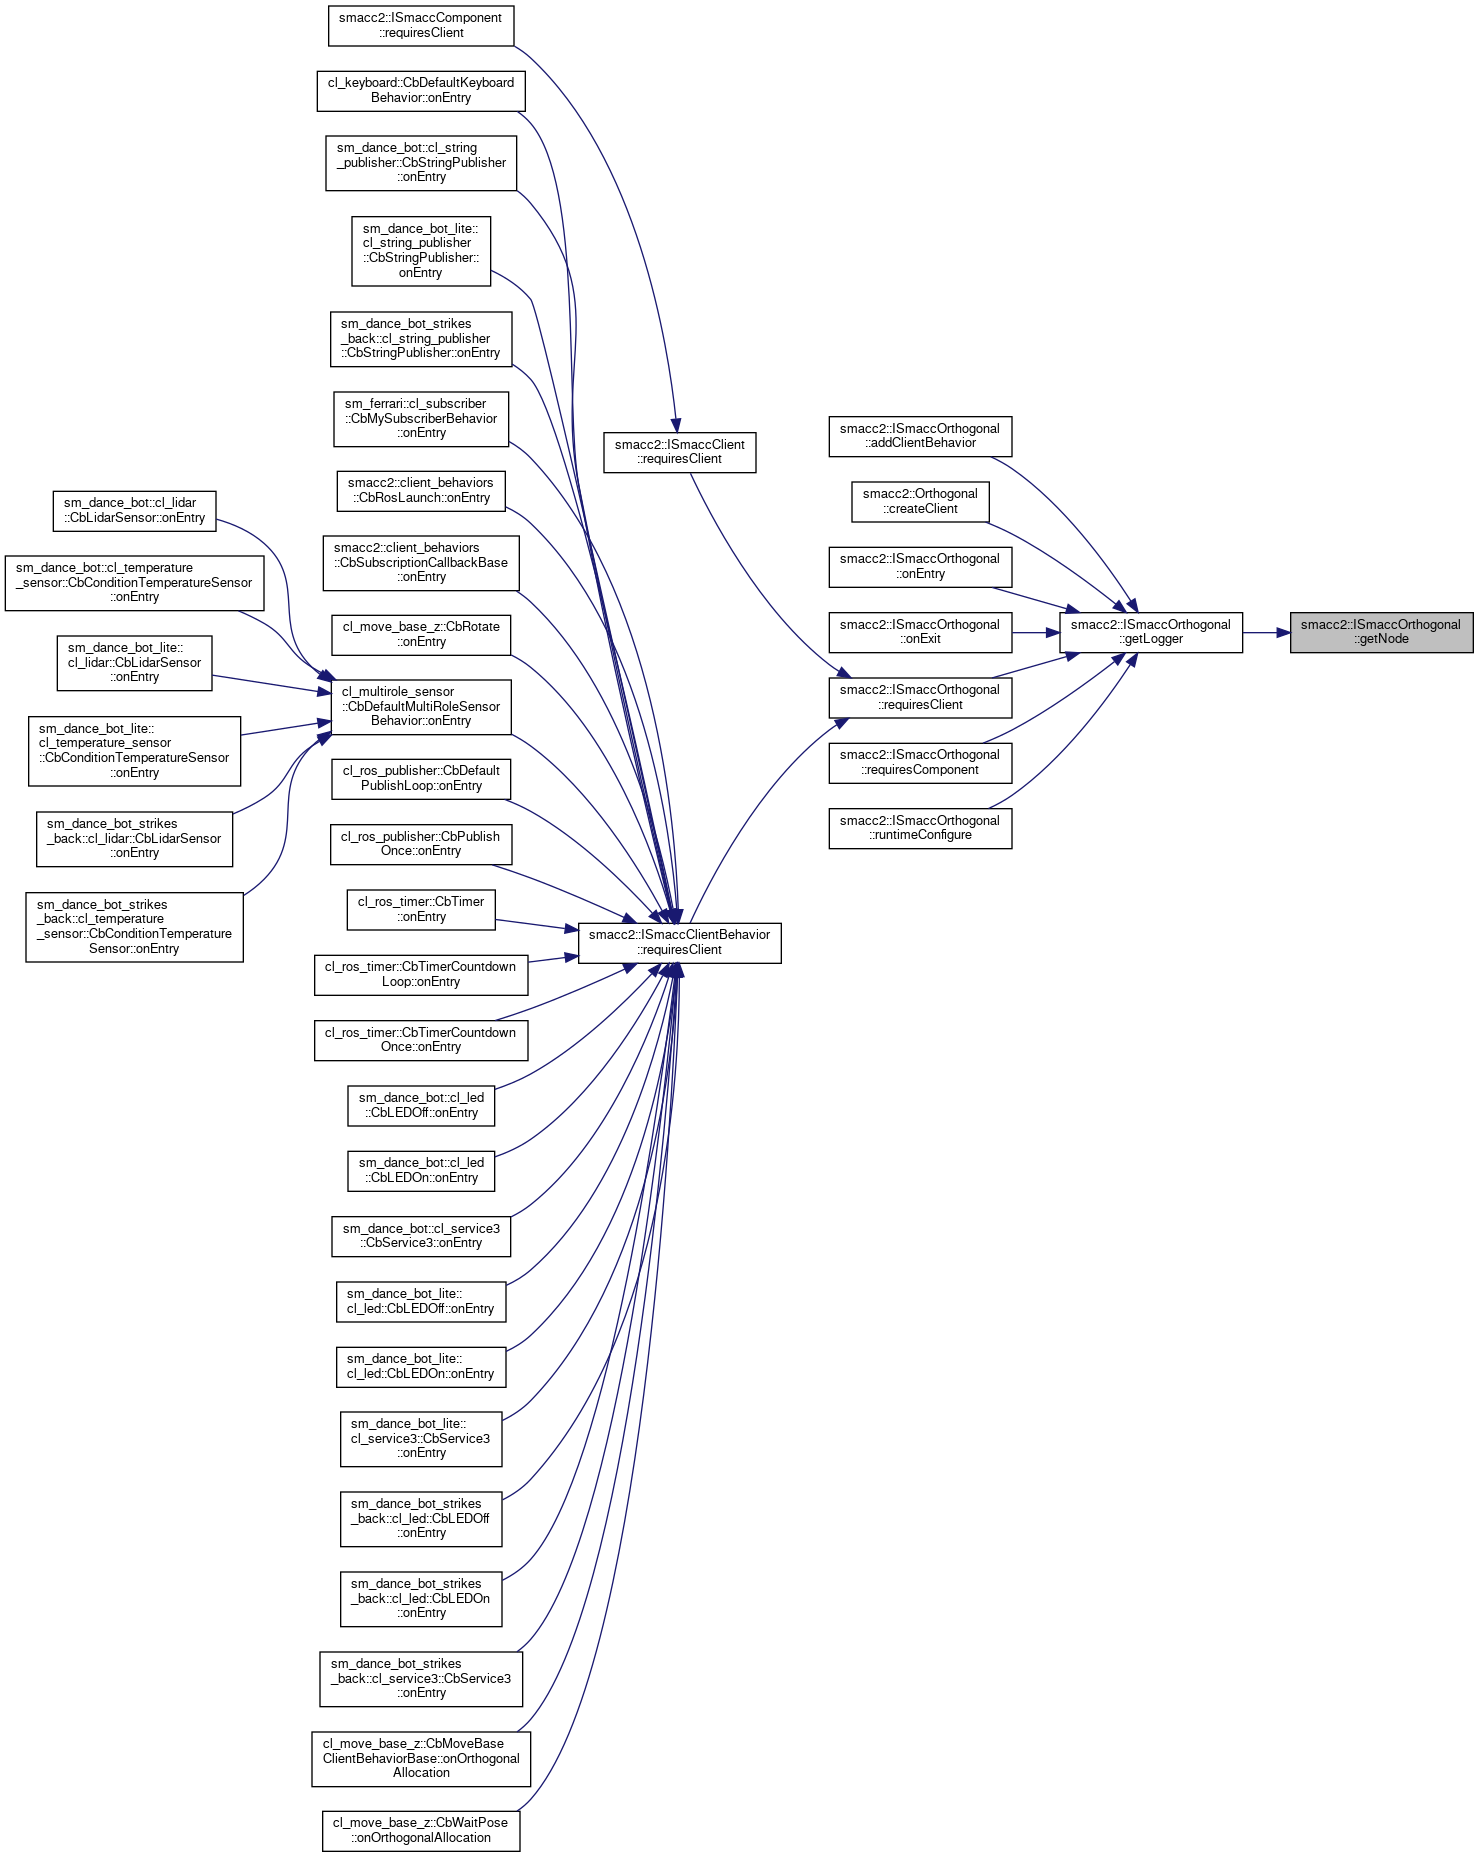 smacc2::ISmaccComponent
::requiresClient
cl_keyboard::CbDefaultKeyboard
Behavior::onEntry
sm_dance_bot::cl_string
_publisher::CbStringPublisher
::onEntry
sm_dance_bot_lite::
cl_string_publisher
::CbStringPublisher::
onEntry
sm_dance_bot_strikes
_back::cl_string_publisher
::CbStringPublisher::onEntry
sm_ferrari::cl_subscriber
::CbMySubscriberBehavior
::onEntry
smacc2::client_behaviors
::CbRosLaunch::onEntry
smacc2::client_behaviors
::CbSubscriptionCallbackBase
::onEntry
cl_move_base_z::CbRotate
::onEntry
cl_multirole_sensor
::CbDefaultMultiRoleSensor
Behavior::onEntry
cl_ros_publisher::CbDefault
PublishLoop::onEntry
cl_ros_publisher::CbPublish
Once::onEntry
cl_ros_timer::CbTimer
::onEntry
cl_ros_timer::CbTimerCountdown
Loop::onEntry
cl_ros_timer::CbTimerCountdown
Once::onEntry
sm_dance_bot::cl_led
::CbLEDOff::onEntry
sm_dance_bot::cl_led
::CbLEDOn::onEntry
sm_dance_bot::cl_service3
::CbService3::onEntry
sm_dance_bot_lite::
cl_led::CbLEDOff::onEntry
sm_dance_bot_lite::
cl_led::CbLEDOn::onEntry
sm_dance_bot_lite::
cl_service3::CbService3
::onEntry
sm_dance_bot_strikes
_back::cl_led::CbLEDOff
::onEntry
sm_dance_bot_strikes
_back::cl_led::CbLEDOn
::onEntry
sm_dance_bot_strikes
_back::cl_service3::CbService3
::onEntry
cl_move_base_z::CbMoveBase
ClientBehaviorBase::onOrthogonal
Allocation
cl_move_base_z::CbWaitPose
::onOrthogonalAllocation
sm_dance_bot::cl_lidar
::CbLidarSensor::onEntry
sm_dance_bot::cl_temperature
_sensor::CbConditionTemperatureSensor
::onEntry
sm_dance_bot_lite::
cl_lidar::CbLidarSensor
::onEntry
sm_dance_bot_lite::
cl_temperature_sensor
::CbConditionTemperatureSensor
::onEntry
sm_dance_bot_strikes
_back::cl_lidar::CbLidarSensor
::onEntry
sm_dance_bot_strikes
_back::cl_temperature
_sensor::CbConditionTemperature
Sensor::onEntry
smacc2::ISmaccClient
::requiresClient
smacc2::ISmaccClientBehavior
::requiresClient
smacc2::ISmaccOrthogonal
::addClientBehavior
smacc2::Orthogonal
::createClient
smacc2::ISmaccOrthogonal
::onEntry
smacc2::ISmaccOrthogonal
::onExit
smacc2::ISmaccOrthogonal
::requiresClient
smacc2::ISmaccOrthogonal
::requiresComponent
smacc2::ISmaccOrthogonal
::runtimeConfigure
smacc2::ISmaccOrthogonal
::getLogger
smacc2::ISmaccOrthogonal
::getNode